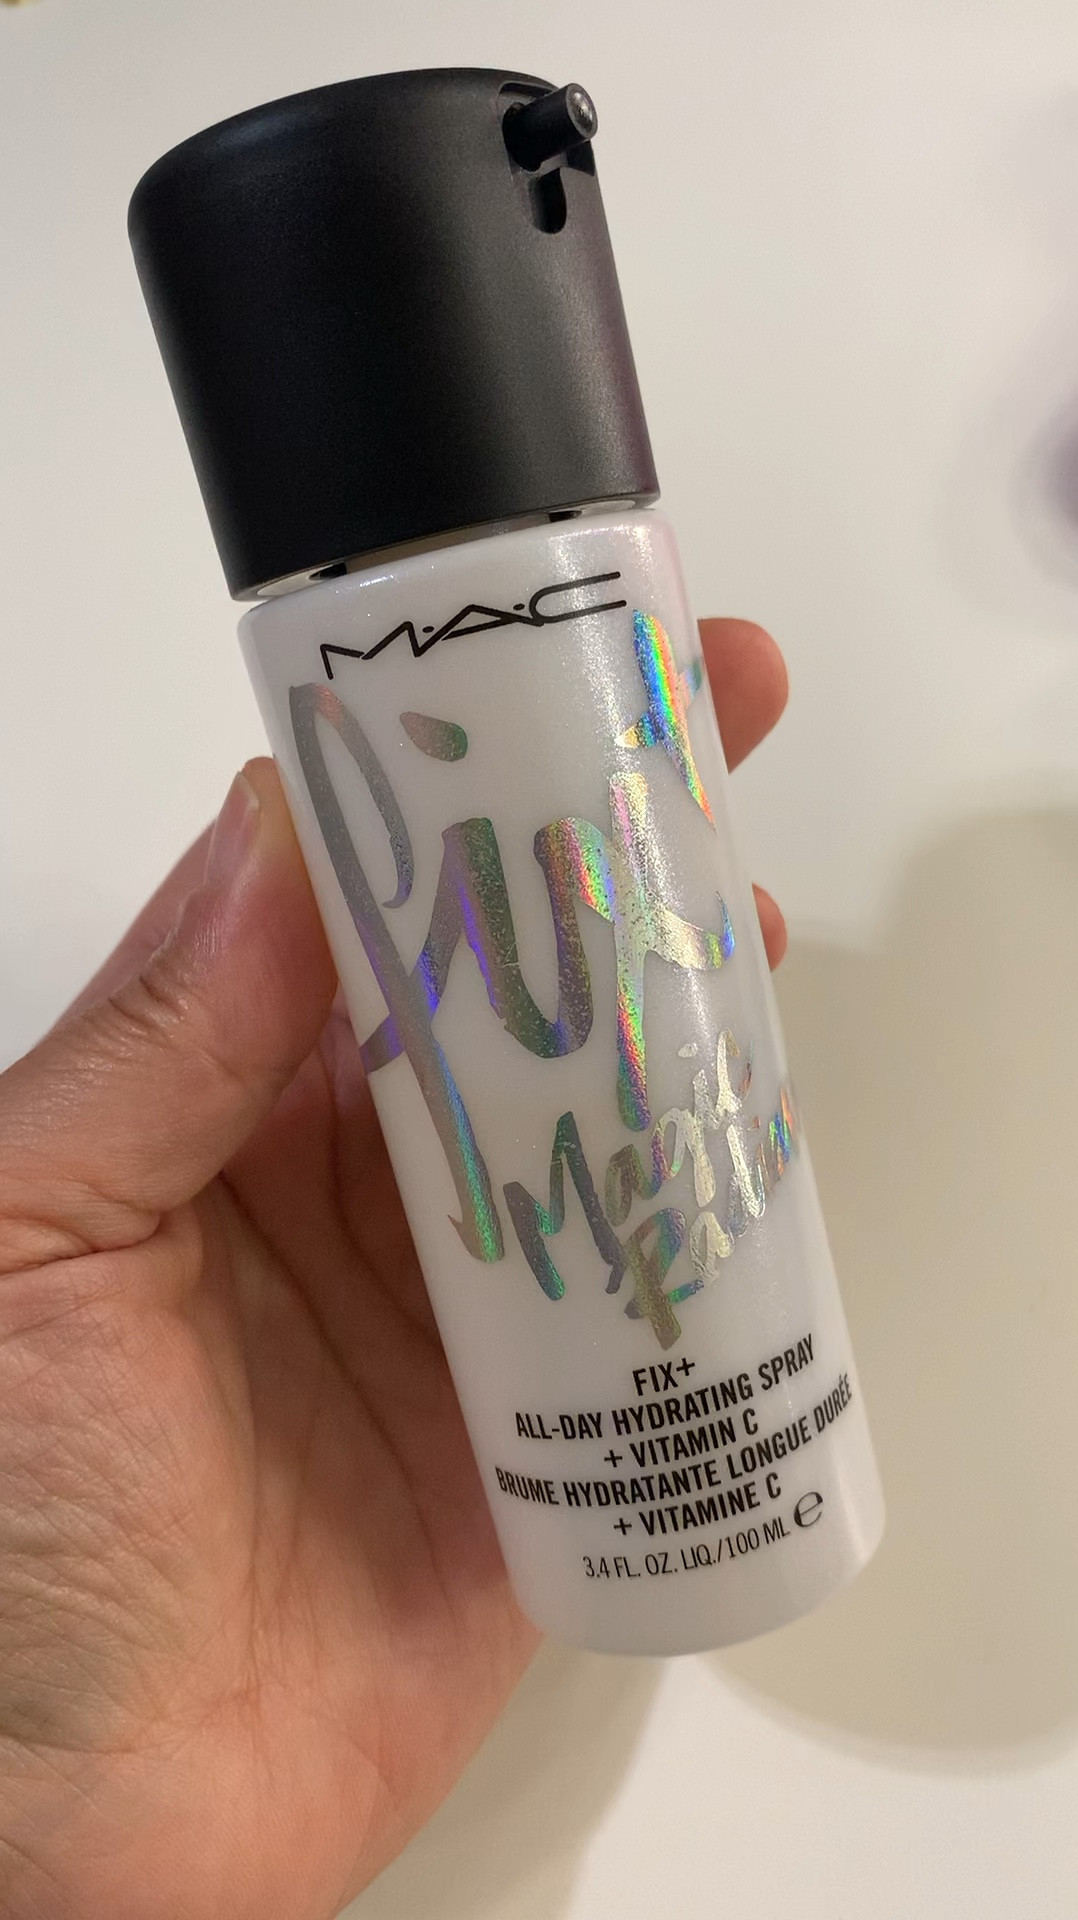 M·A·C
fix+
Magic
FIX+
ALL-DAY HYDRATING SPRAY
+ VITAMIN C
BRUME HYDRATANTE LONGUE DURÉE
+ VITAMINE C
3.4 FL. OZ. LIQ./100 ML ℮